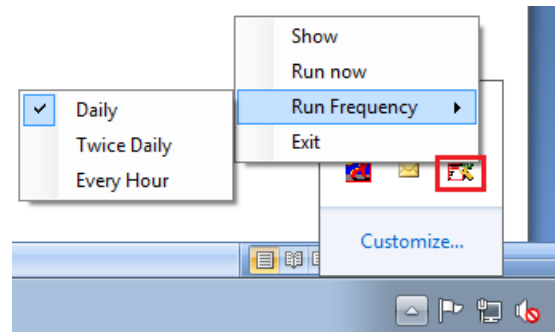 Show
Run now
Run Frequency
Exit
Daily
Twice Daily
Every Hour
Customize...